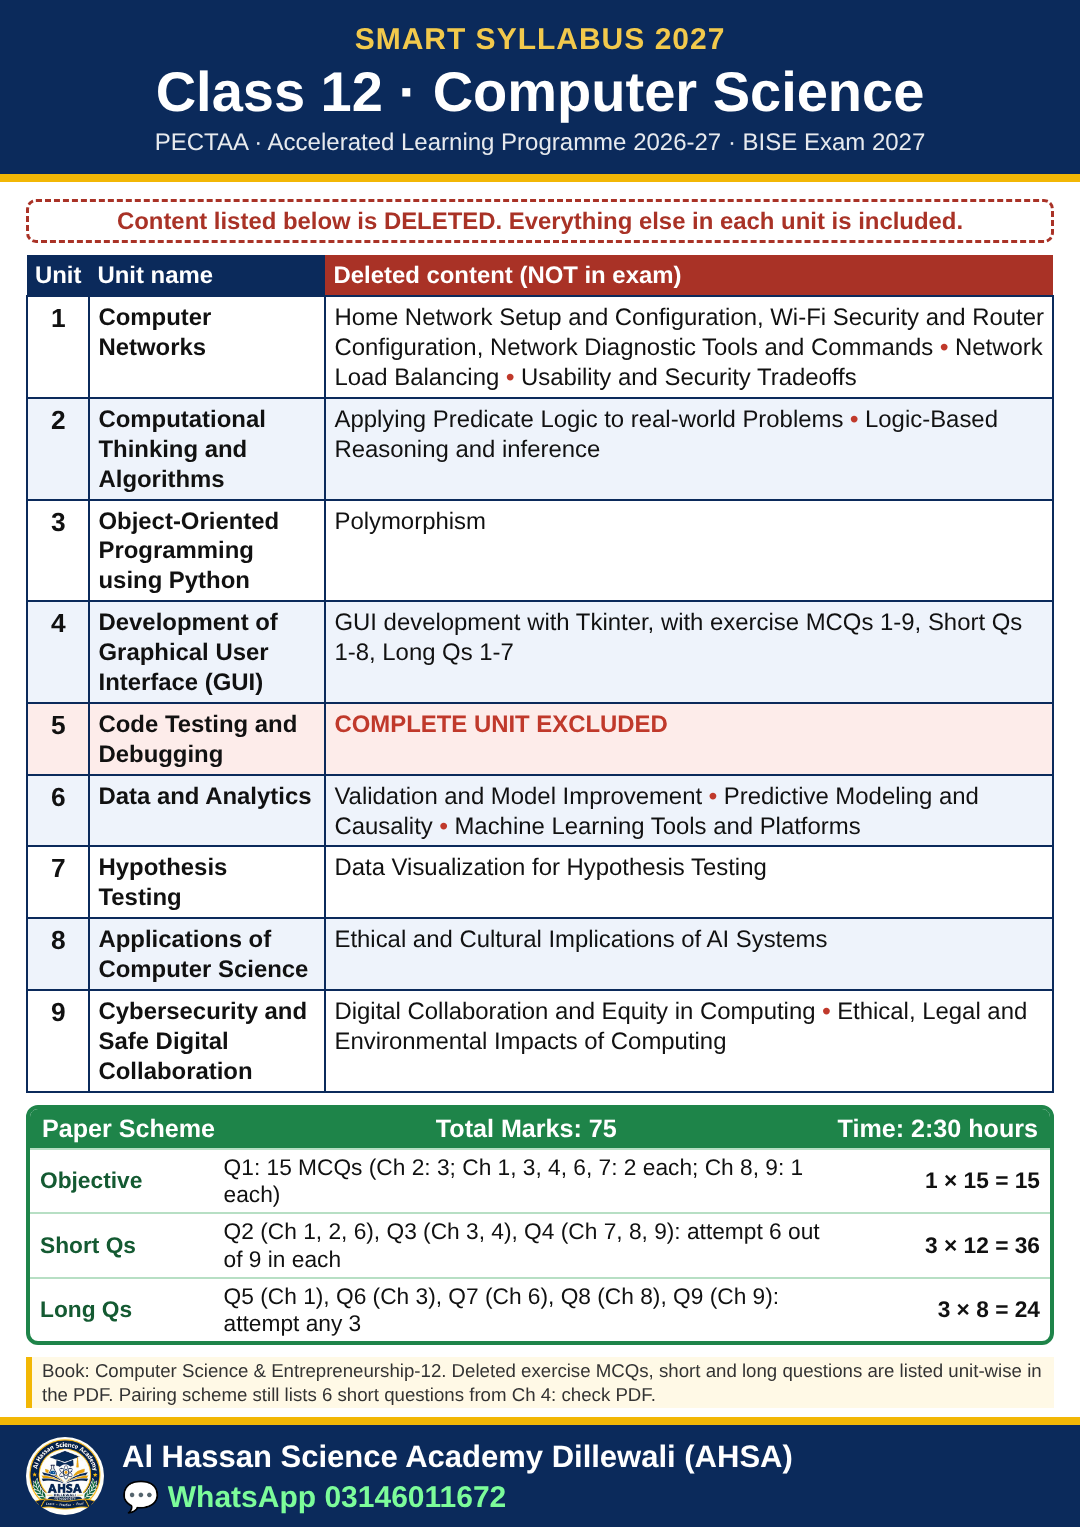 SMART SYLLABUS 2027
Class 12 · Computer Science
PECTAA · Accelerated Learning Programme 2026-27 · BISE Exam 2027
Content listed below is DELETED. Everything else in each unit is included.
Unit Unit name Deleted content (NOT in exam)
1 Computer Networks
Home Network Setup and Configuration, Wi-Fi Security and Router
Configuration, Network Diagnostic Tools and Commands • Network
Load Balancing • Usability and Security Tradeoffs
2 Computational Thinking and Algorithms
Applying Predicate Logic to real-world Problems • Logic-Based
Reasoning and inference
3 Object-Oriented Programming using Python
Polymorphism
4 Development of Graphical User Interface (GUI)
GUI development with Tkinter, with exercise MCQs 1-9, Short Qs
1-8, Long Qs 1-7
5 Code Testing and Debugging
COMPLETE UNIT EXCLUDED
6 Data and Analytics
Validation and Model Improvement • Predictive Modeling and
Causality • Machine Learning Tools and Platforms
7 Hypothesis Testing
Data Visualization for Hypothesis Testing
8 Applications of Computer Science
Ethical and Cultural Implications of AI Systems
9 Cybersecurity and Safe Digital Collaboration
Digital Collaboration and Equity in Computing • Ethical, Legal and
Environmental Impacts of Computing
Paper Scheme Total Marks: 75 Time: 2:30 hours
Objective
Q1: 15 MCQs (Ch 2: 3; Ch 1, 3, 4, 6, 7: 2 each; Ch 8, 9: 1
each)
1 × 15 = 15
Short Qs
Q2 (Ch 1, 2, 6), Q3 (Ch 3, 4), Q4 (Ch 7, 8, 9): attempt 6 out
of 9 in each
3 × 12 = 36
Long Qs
Q5 (Ch 1), Q6 (Ch 3), Q7 (Ch 6), Q8 (Ch 8), Q9 (Ch 9):
attempt any 3
3 × 8 = 24
Book: Computer Science & Entrepreneurship-12. Deleted exercise MCQs, short and long questions are listed unit-wise in
the PDF. Pairing scheme still lists 6 short questions from Ch 4: check PDF.
Al Hassan Science Academy
AHSA
Al Hassan Science Academy Dillewali (AHSA)
WhatsApp 03146011672